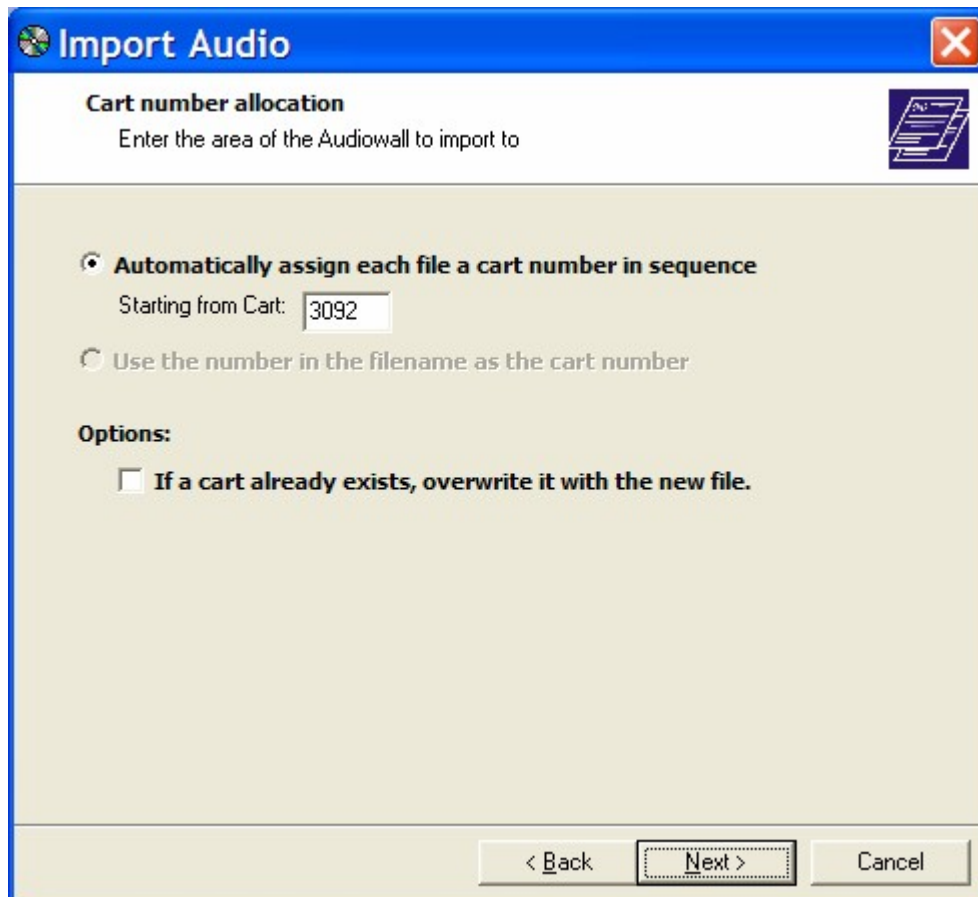 Import Audio
Cart number allocation
Enter the area of the Audiowall to import to
Automatically assign each file a cart number in sequence
Starting from Cart: 3092
Use the number in the filename as the cart number
Options:
If a cart already exists, overwrite it with the new file.
< Back Next > Cancel